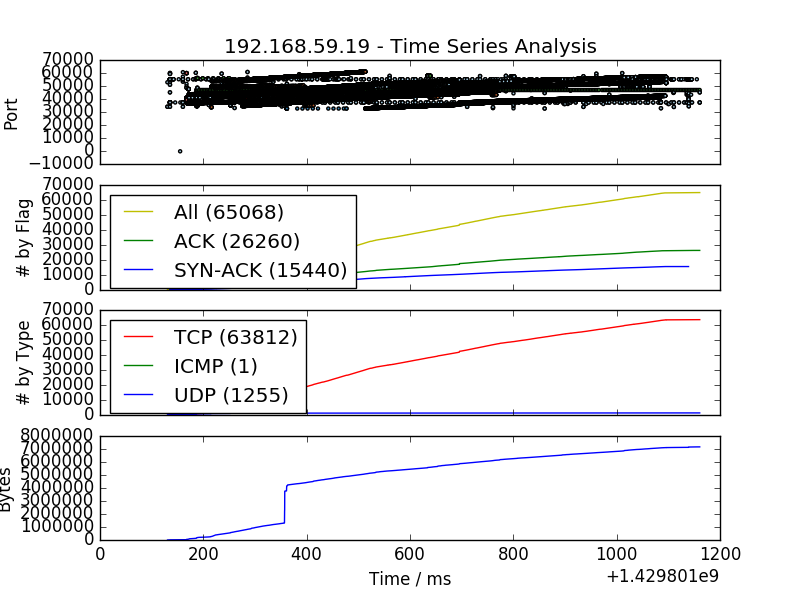 192.168.59.19 - Time Series Analysis
70000
60000
50000
40000
30000
20000
10000
0
−10000
Port
70000
60000
50000
40000
30000
20000
10000
0
# by Flag
All (65068)
ACK (26260)
SYN-ACK (15440)
70000
60000
50000
40000
30000
20000
10000
0
# by Type
TCP (63812)
ICMP (1)
UDP (1255)
8000000
7000000
6000000
5000000
4000000
3000000
2000000
1000000
0
Bytes
0 200 400 600 800 1000 1200
Time / ms
+1.429801e9